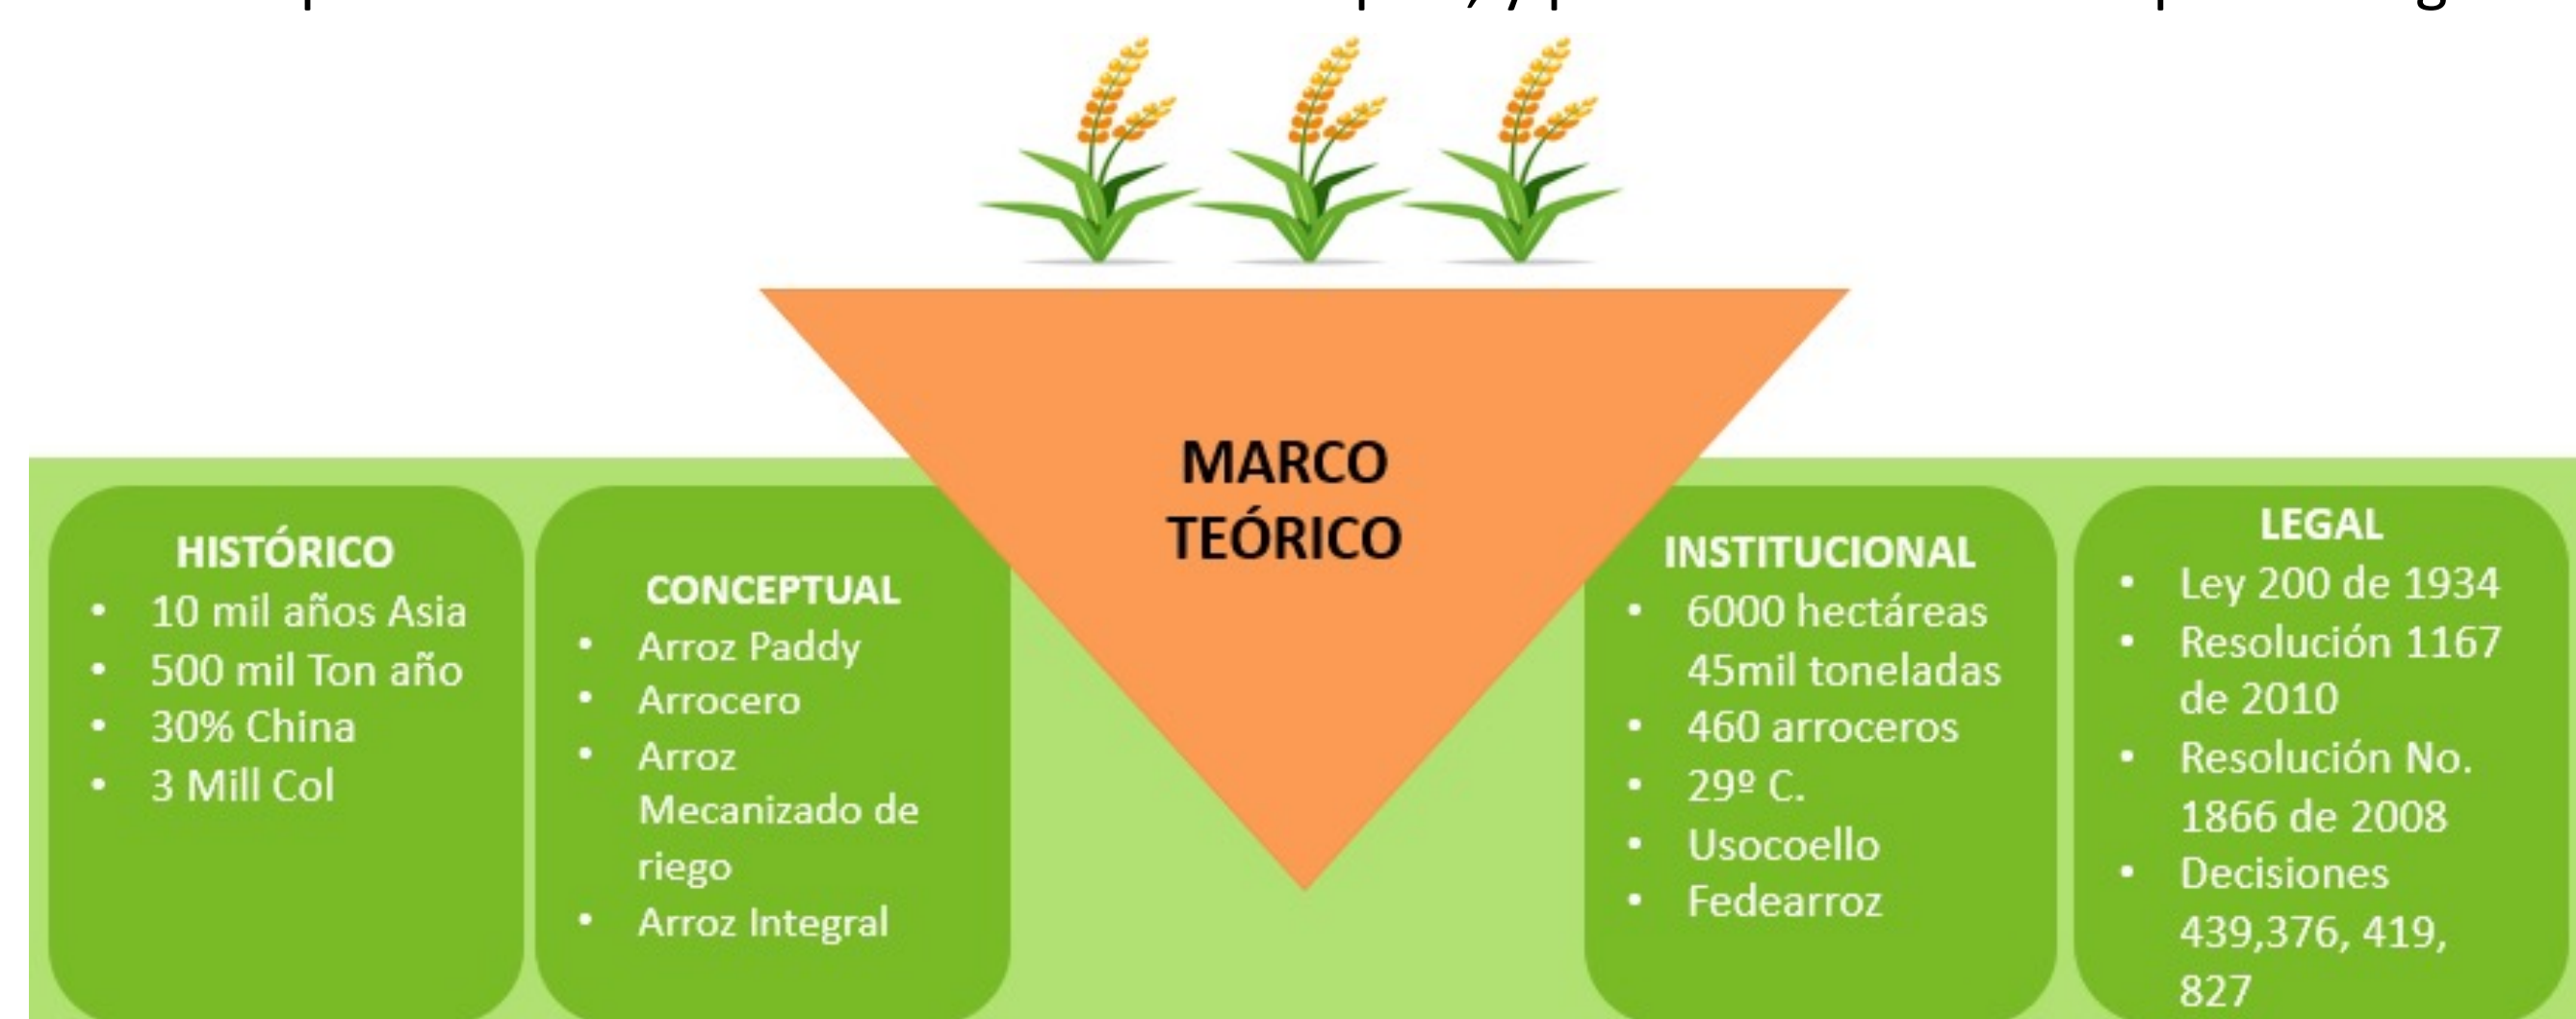 MARCO
TEÓRICO
HISTÓRICO
• 10 mil años Asia
• 500 mil Ton año
• 30% China
• 3 Mill Col
CONCEPTUAL
• Arroz Paddy
• Arrocero
• Arroz
Mecanizado de
riego
• Arroz Integral
INSTITUCIONAL
• 6000 hectáreas
45mil toneladas
• 460 arroceros
• 29º C.
• Usocoello
• Fedearroz
LEGAL
• Ley 200 de 1934
• Resolución 1167
de 2010
• Resolución No.
1866 de 2008
• Decisiones
439,376, 419,
827